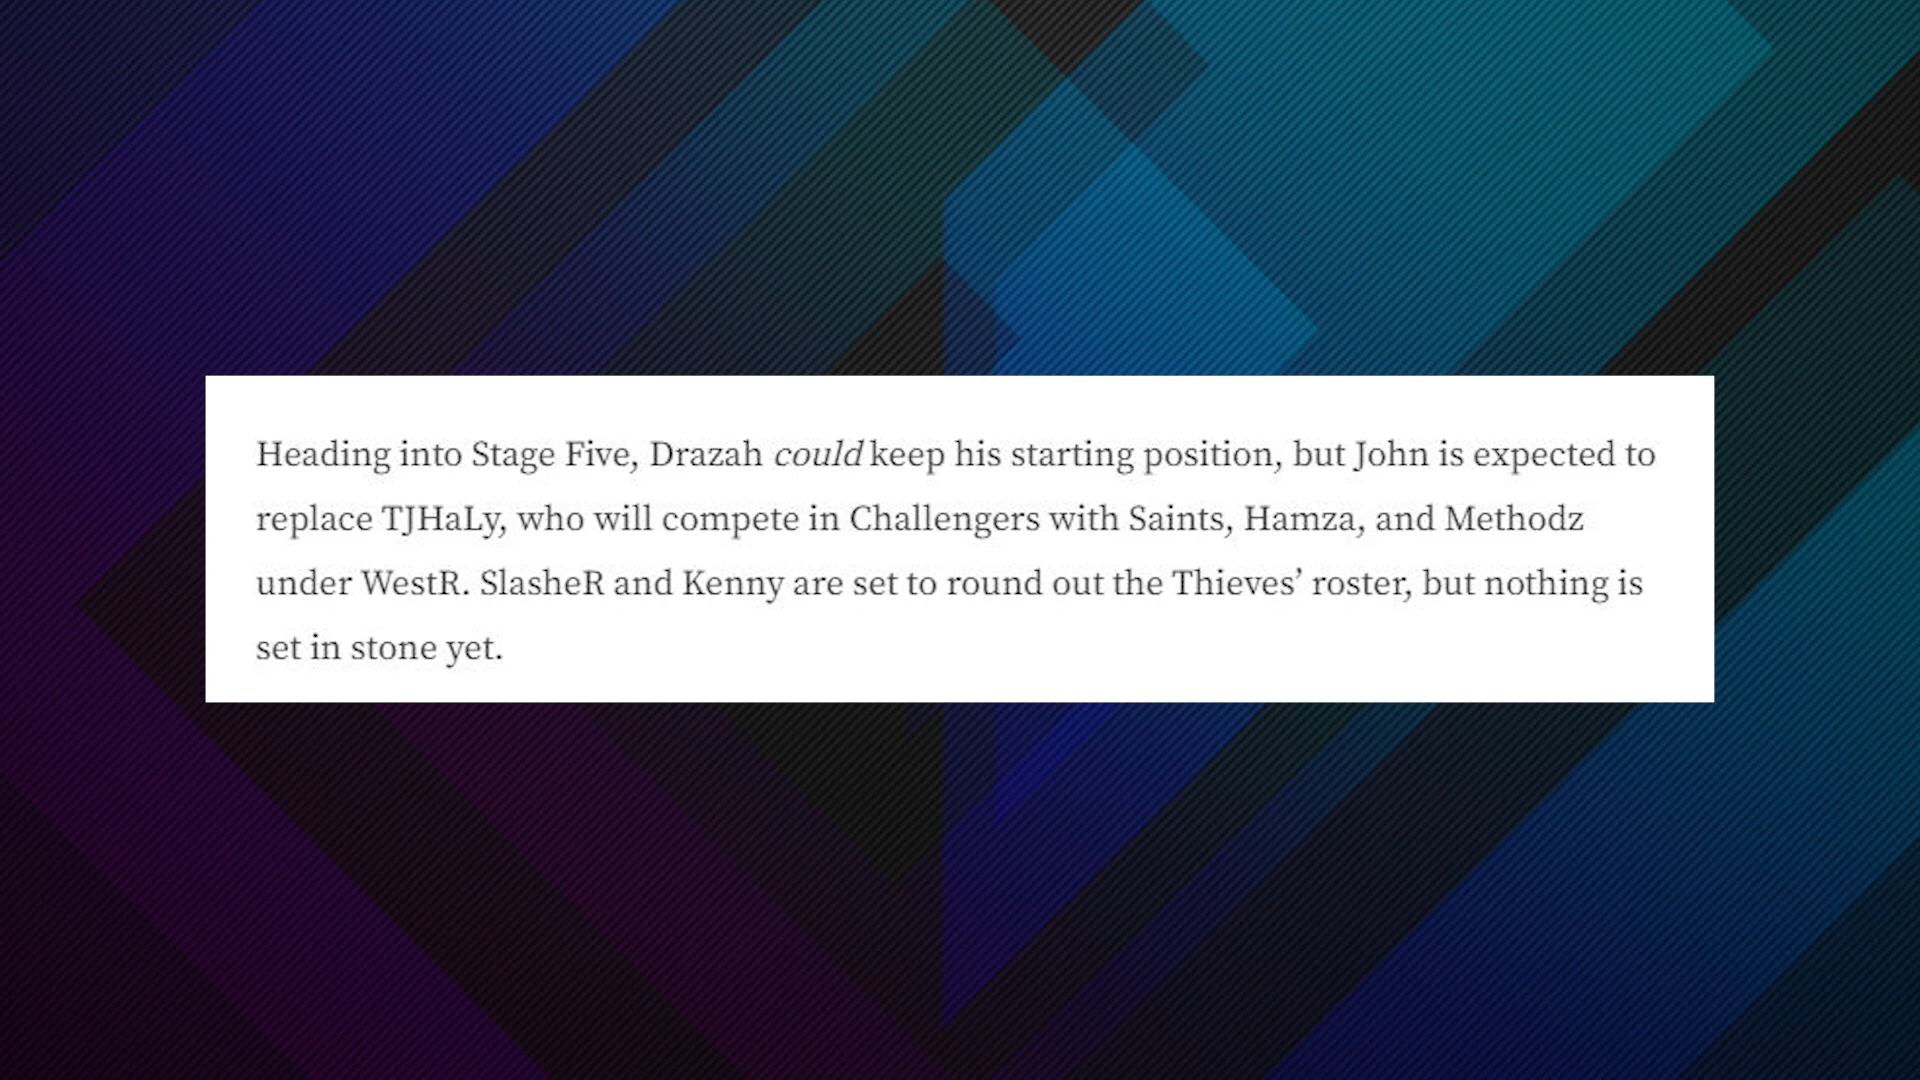 Heading into Stage Five, Drazah could keep his starting position, but John is expected to
replace TJHaLy, who will compete in Challengers with Saints, Hamza, and Methodz
under WestR. SlasheR and Kenny are set to round out the Thieves’ roster, but nothing is
set in stone yet.